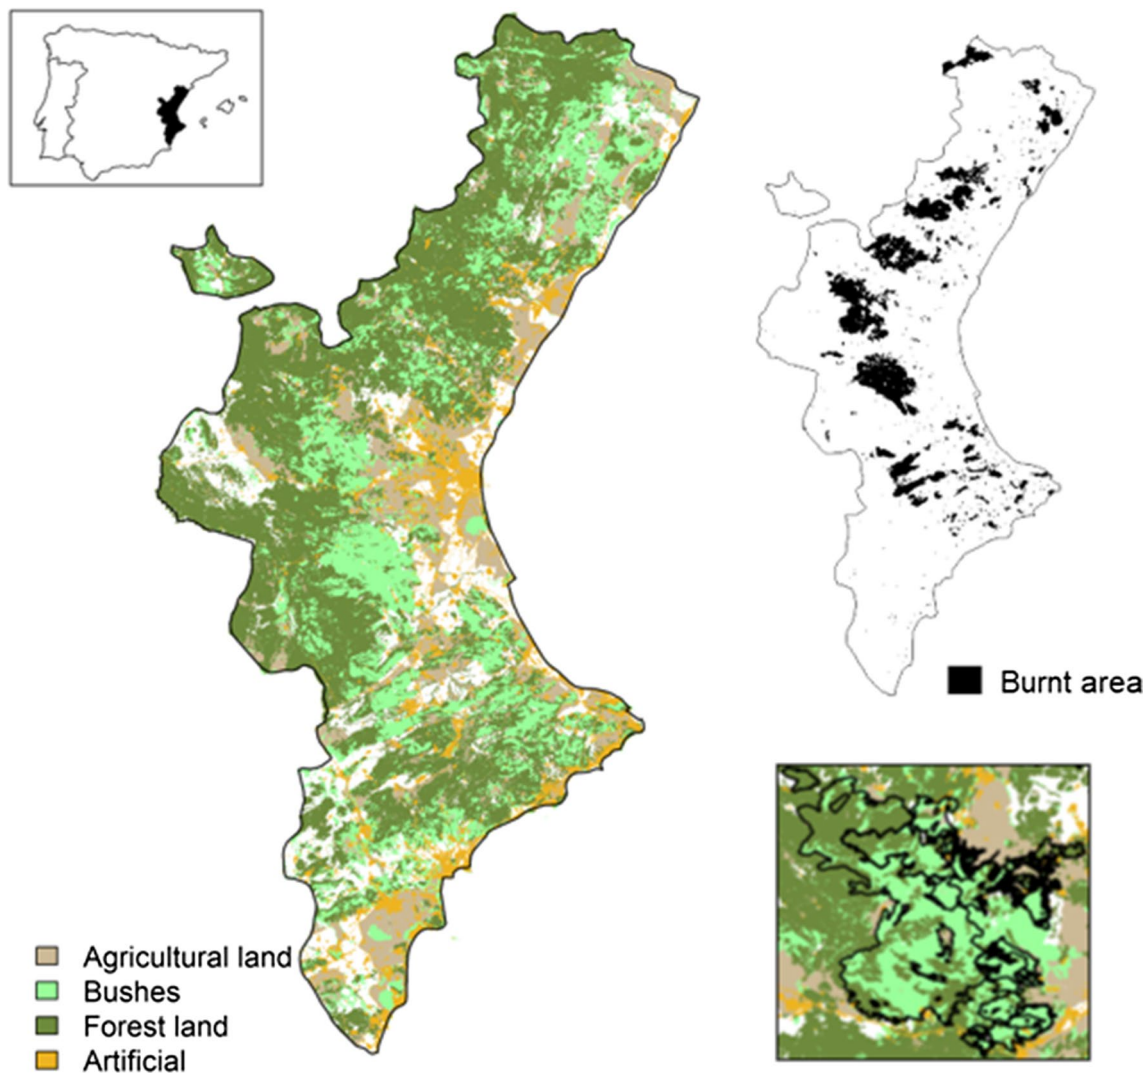 Burnt area
Agricultural land
Bushes
Forest land
Artificial